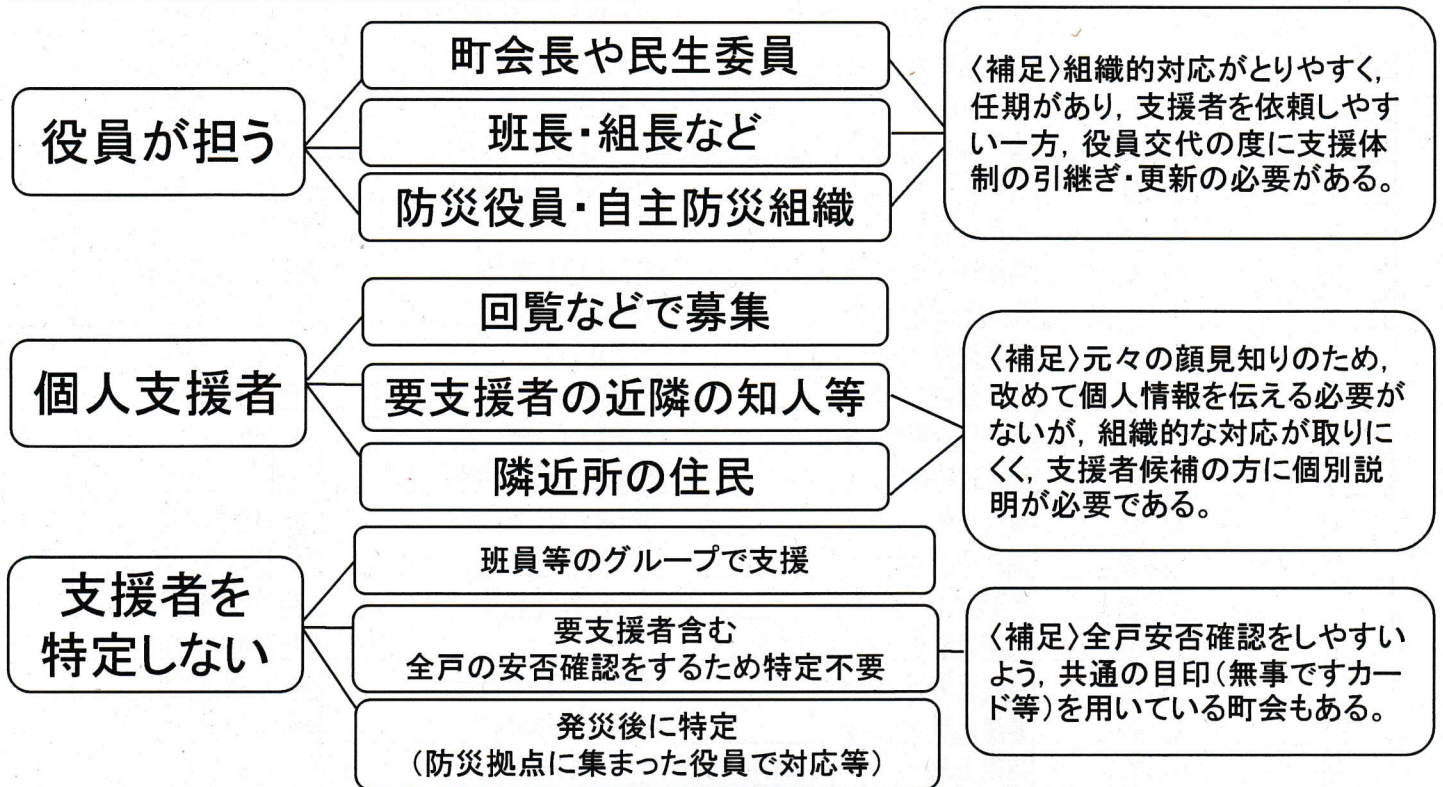 役員が担う
町会長や民生委員
班長・組長など
防災役員・自主防災組織
〈補足〉組織的対応がとりやすく,
任期があり, 支援者を依頼しやす
い一方, 役員交代の度に支援体
制の引継ぎ・更新の必要がある。
個人支援者
回覧などで募集
要支援者の近隣の知人等
隣近所の住民
〈補足〉元々の顔見知りのため,
改めて個人情報を伝える必要が
ないが, 組織的な対応が取りに
くく, 支援者候補の方に個別説
明が必要である。
支援者を
特定しない
班員等のグループで支援
要支援者含む
全戸の安否確認をするため特定不要
発災後に特定
(防災拠点に集まった役員で対応等)
〈補足〉全戸安否確認をしやすい
よう, 共通の目印(無事ですカー
ド等)を用いている町会もある。